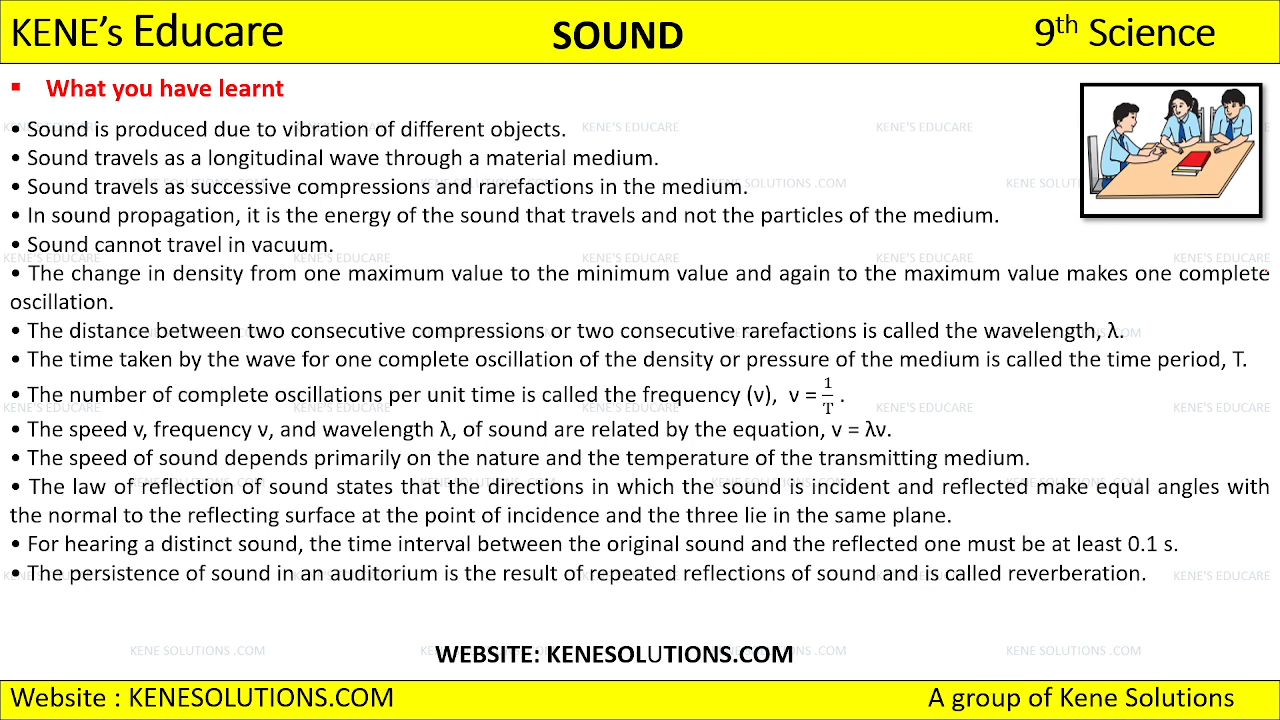 KENE's Educare
SOUND
9th Science
▪ What you have learnt
• Sound is produced due to vibration of different objects.
• Sound travels as a longitudinal wave through a material medium.
• Sound travels as successive compressions and rarefactions in the medium.
• In sound propagation, it is the energy of the sound that travels and not the particles of the medium.
• Sound cannot travel in vacuum.
• The change in density from one maximum value to the minimum value and again to the maximum value makes one complete
oscillation.
• The distance between two consecutive compressions or two consecutive rarefactions is called the wavelength, λ.
• The time taken by the wave for one complete oscillation of the density or pressure of the medium is called the time period, T.
• The number of complete oscillations per unit time is called the frequency (ν), ν = 1/T .
• The speed v, frequency ν, and wavelength λ, of sound are related by the equation, v = λν.
• The speed of sound depends primarily on the nature and the temperature of the transmitting medium.
• The law of reflection of sound states that the directions in which the sound is incident and reflected make equal angles with
the normal to the reflecting surface at the point of incidence and the three lie in the same plane.
• For hearing a distinct sound, the time interval between the original sound and the reflected one must be at least 0.1 s.
• The persistence of sound in an auditorium is the result of repeated reflections of sound and is called reverberation.
WEBSITE: KENESOLUTIONS.COM
Website : KENESOLUTIONS.COM
A group of Kene Solutions